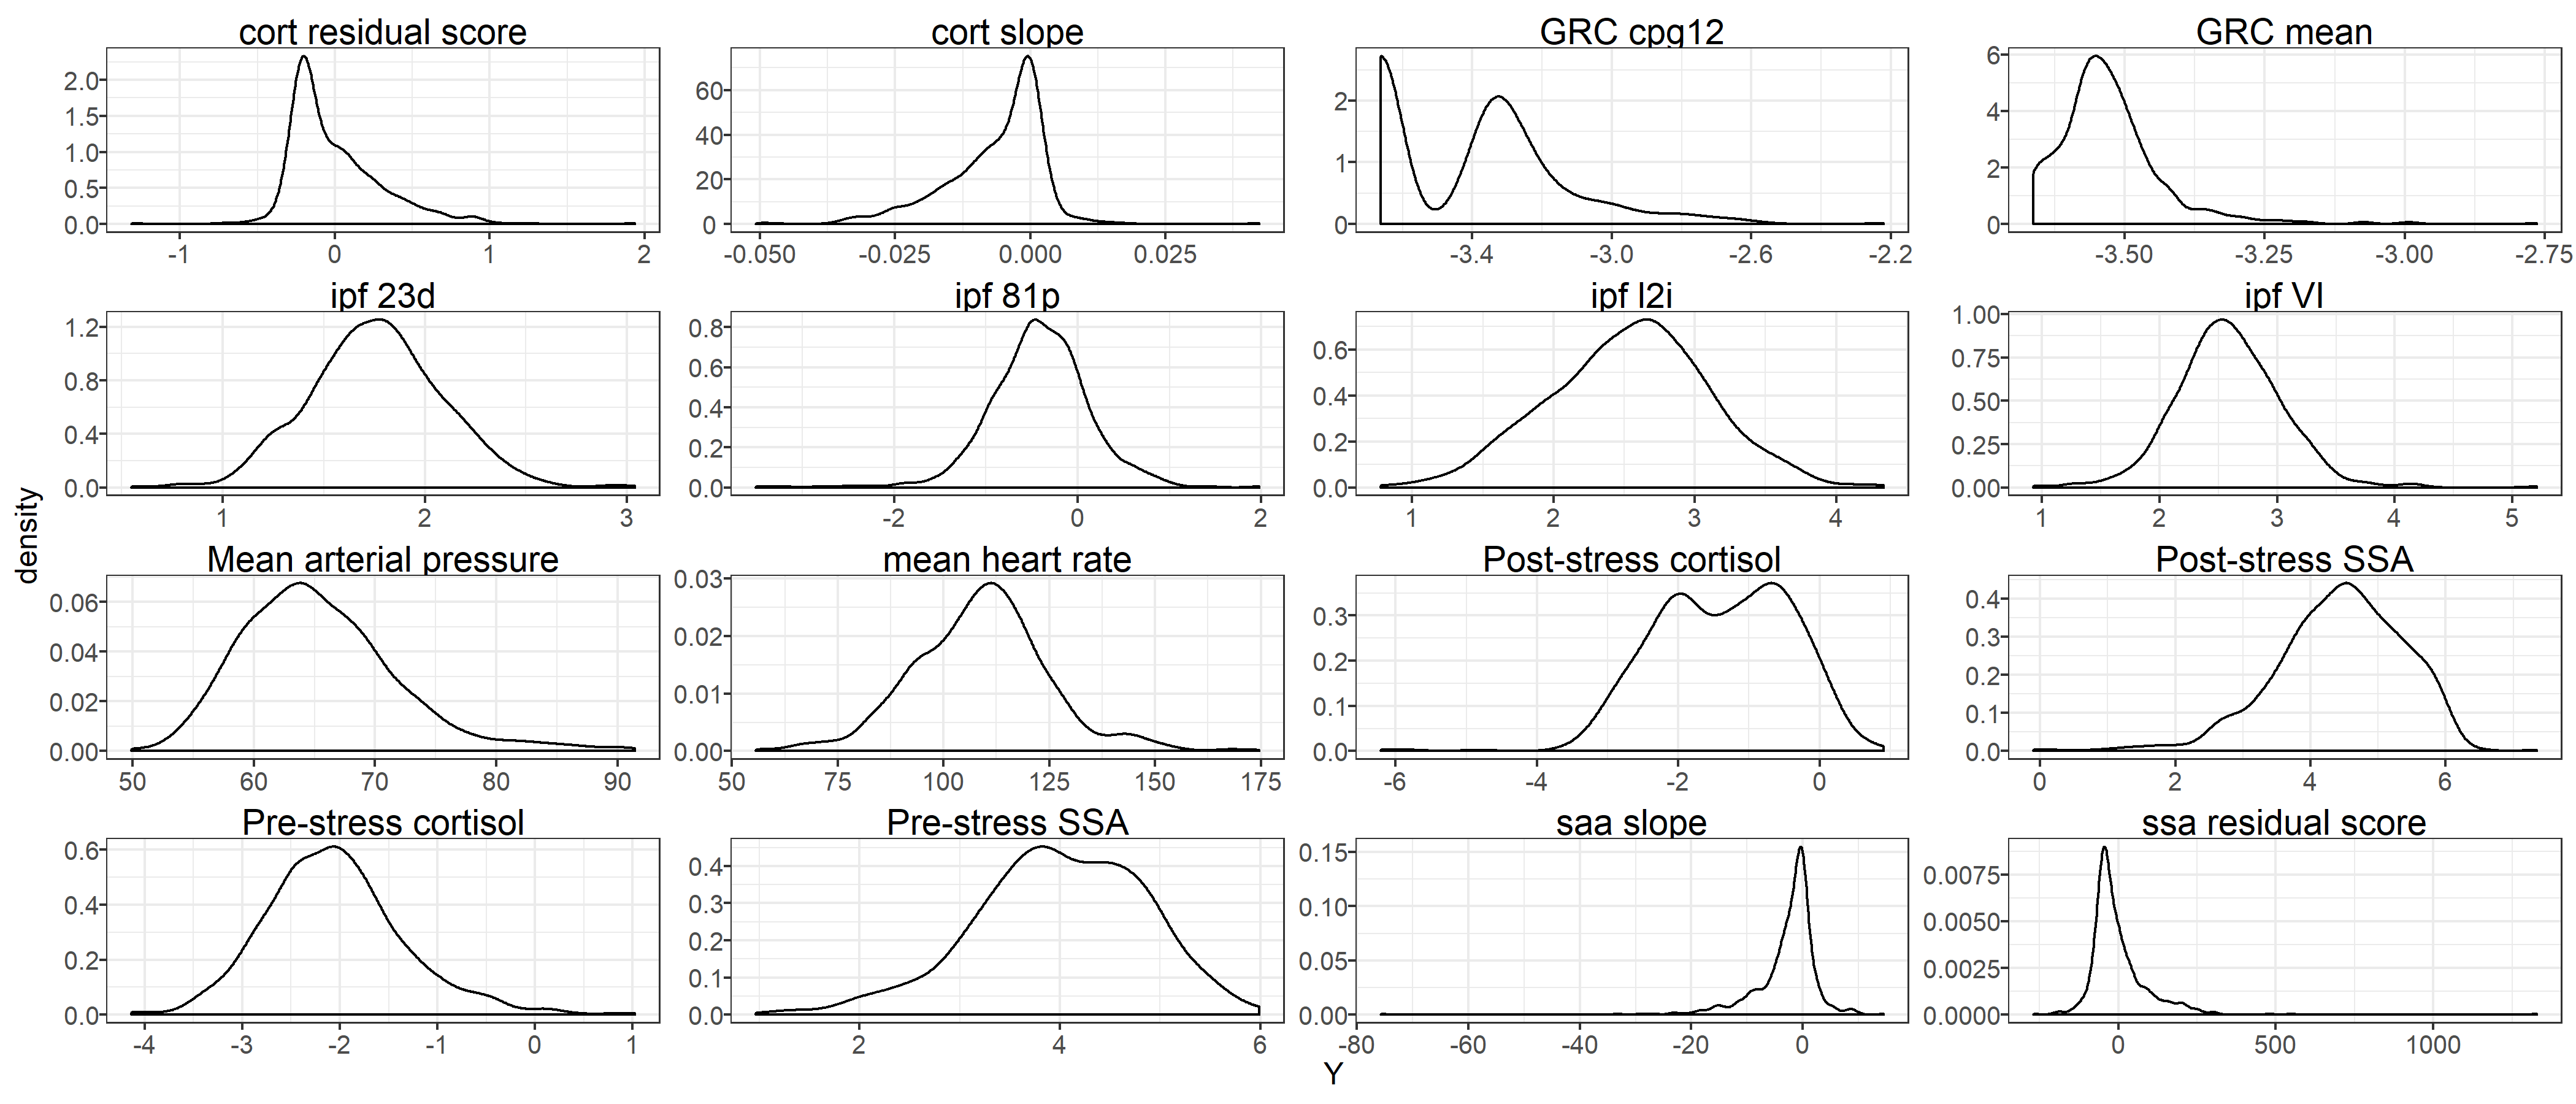 cort residual score
cort slope
GRC cpg12
GRC mean
2.0
1.5
1.0
0.5
0.0
-1 0 1 2
60
40
20
0
-0.050 -0.025 0.000 0.025
2
1
0
-3.4 -3.0 -2.6 -2.2
6
4
2
0
-3.50 -3.25 -3.00 -2.75
ipf 23d
ipf 81p
ipf VI
1.2
0.8
0.4
0.0
1 2 3
0.8
0.6
0.4
0.2
0.0
-2 0 2
0.6
0.4
0.2
0.0
1 2 3 4
1.00
0.75
0.50
0.25
0.00
1 2 3 4 5
density
Mean arterial pressure
mean heart rate
Post-stress cortisol
Post-stress SSA
0.06
0.04
0.02
0.00
50 60 70 80 90
0.03
0.02
0.01
0.00
50 75 100 125 150 175
0.3
0.2
0.1
0.0
-6 -4 -2 0
0.4
0.3
0.2
0.1
0.0
0 2 4 6
Pre-stress cortisol
Pre-stress SSA
saa slope
ssa residual score
0.6
0.4
0.2
0.0
-4 -3 -2 -1 0 1
0.4
0.3
0.2
0.1
0.0
2 4 6
0.15
0.10
0.05
0.00
-80 -60 -40 -20 0
0.0075
0.0050
0.0025
0.0000
0 500 1000
Y